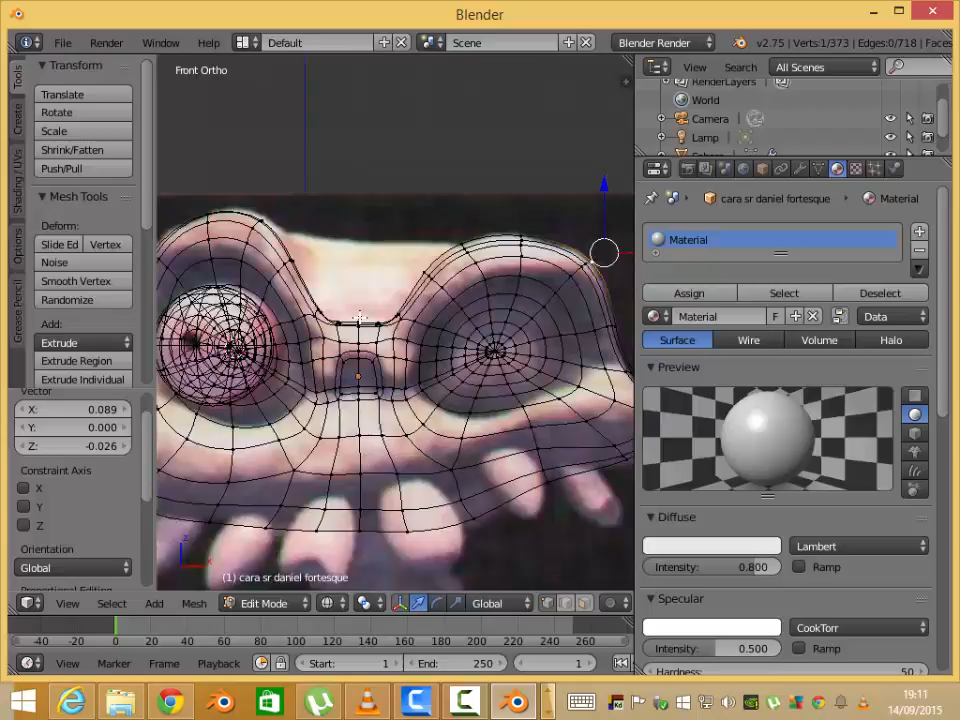 Blender
File Render Window Help Default Scene Blender Render v2.75 | Verts:1/373 | Edges:0/718 | Faces
Tools
Create
Shading / UVs
Options
Grease Pencil
Transform
Translate
Rotate
Scale
Shrink/Fatten
Push/Pull
Mesh Tools
Deform:
Slide Ed Vertex
Noise
Smooth Vertex
Randomize
Add:
Extrude
Extrude Region
Extrude Individual
Vector
X: 0.089
Y: 0.000
Z: -0.026
Constraint Axis
X
Y
Z
Orientation
Global
Front Ortho
(1) cara sr daniel fortesque
View Select Add Mesh Edit Mode Global
-40 -20 0 20 40 60 80 100 120 140 160 180 200 220 240 260
View Marker Frame Playback Start: 1 End: 250 1
View Search All Scenes
RenderLayers
World
Camera
Lamp
cara sr daniel fortesque Material
Material
Assign Select Deselect
Material F Data
Surface Wire Volume Halo
Preview
Diffuse
Lambert
Intensity: 0.800 Ramp
Specular
CookTorr
Intensity: 0.500 Ramp
Hardness: 50
19:11
14/09/2015